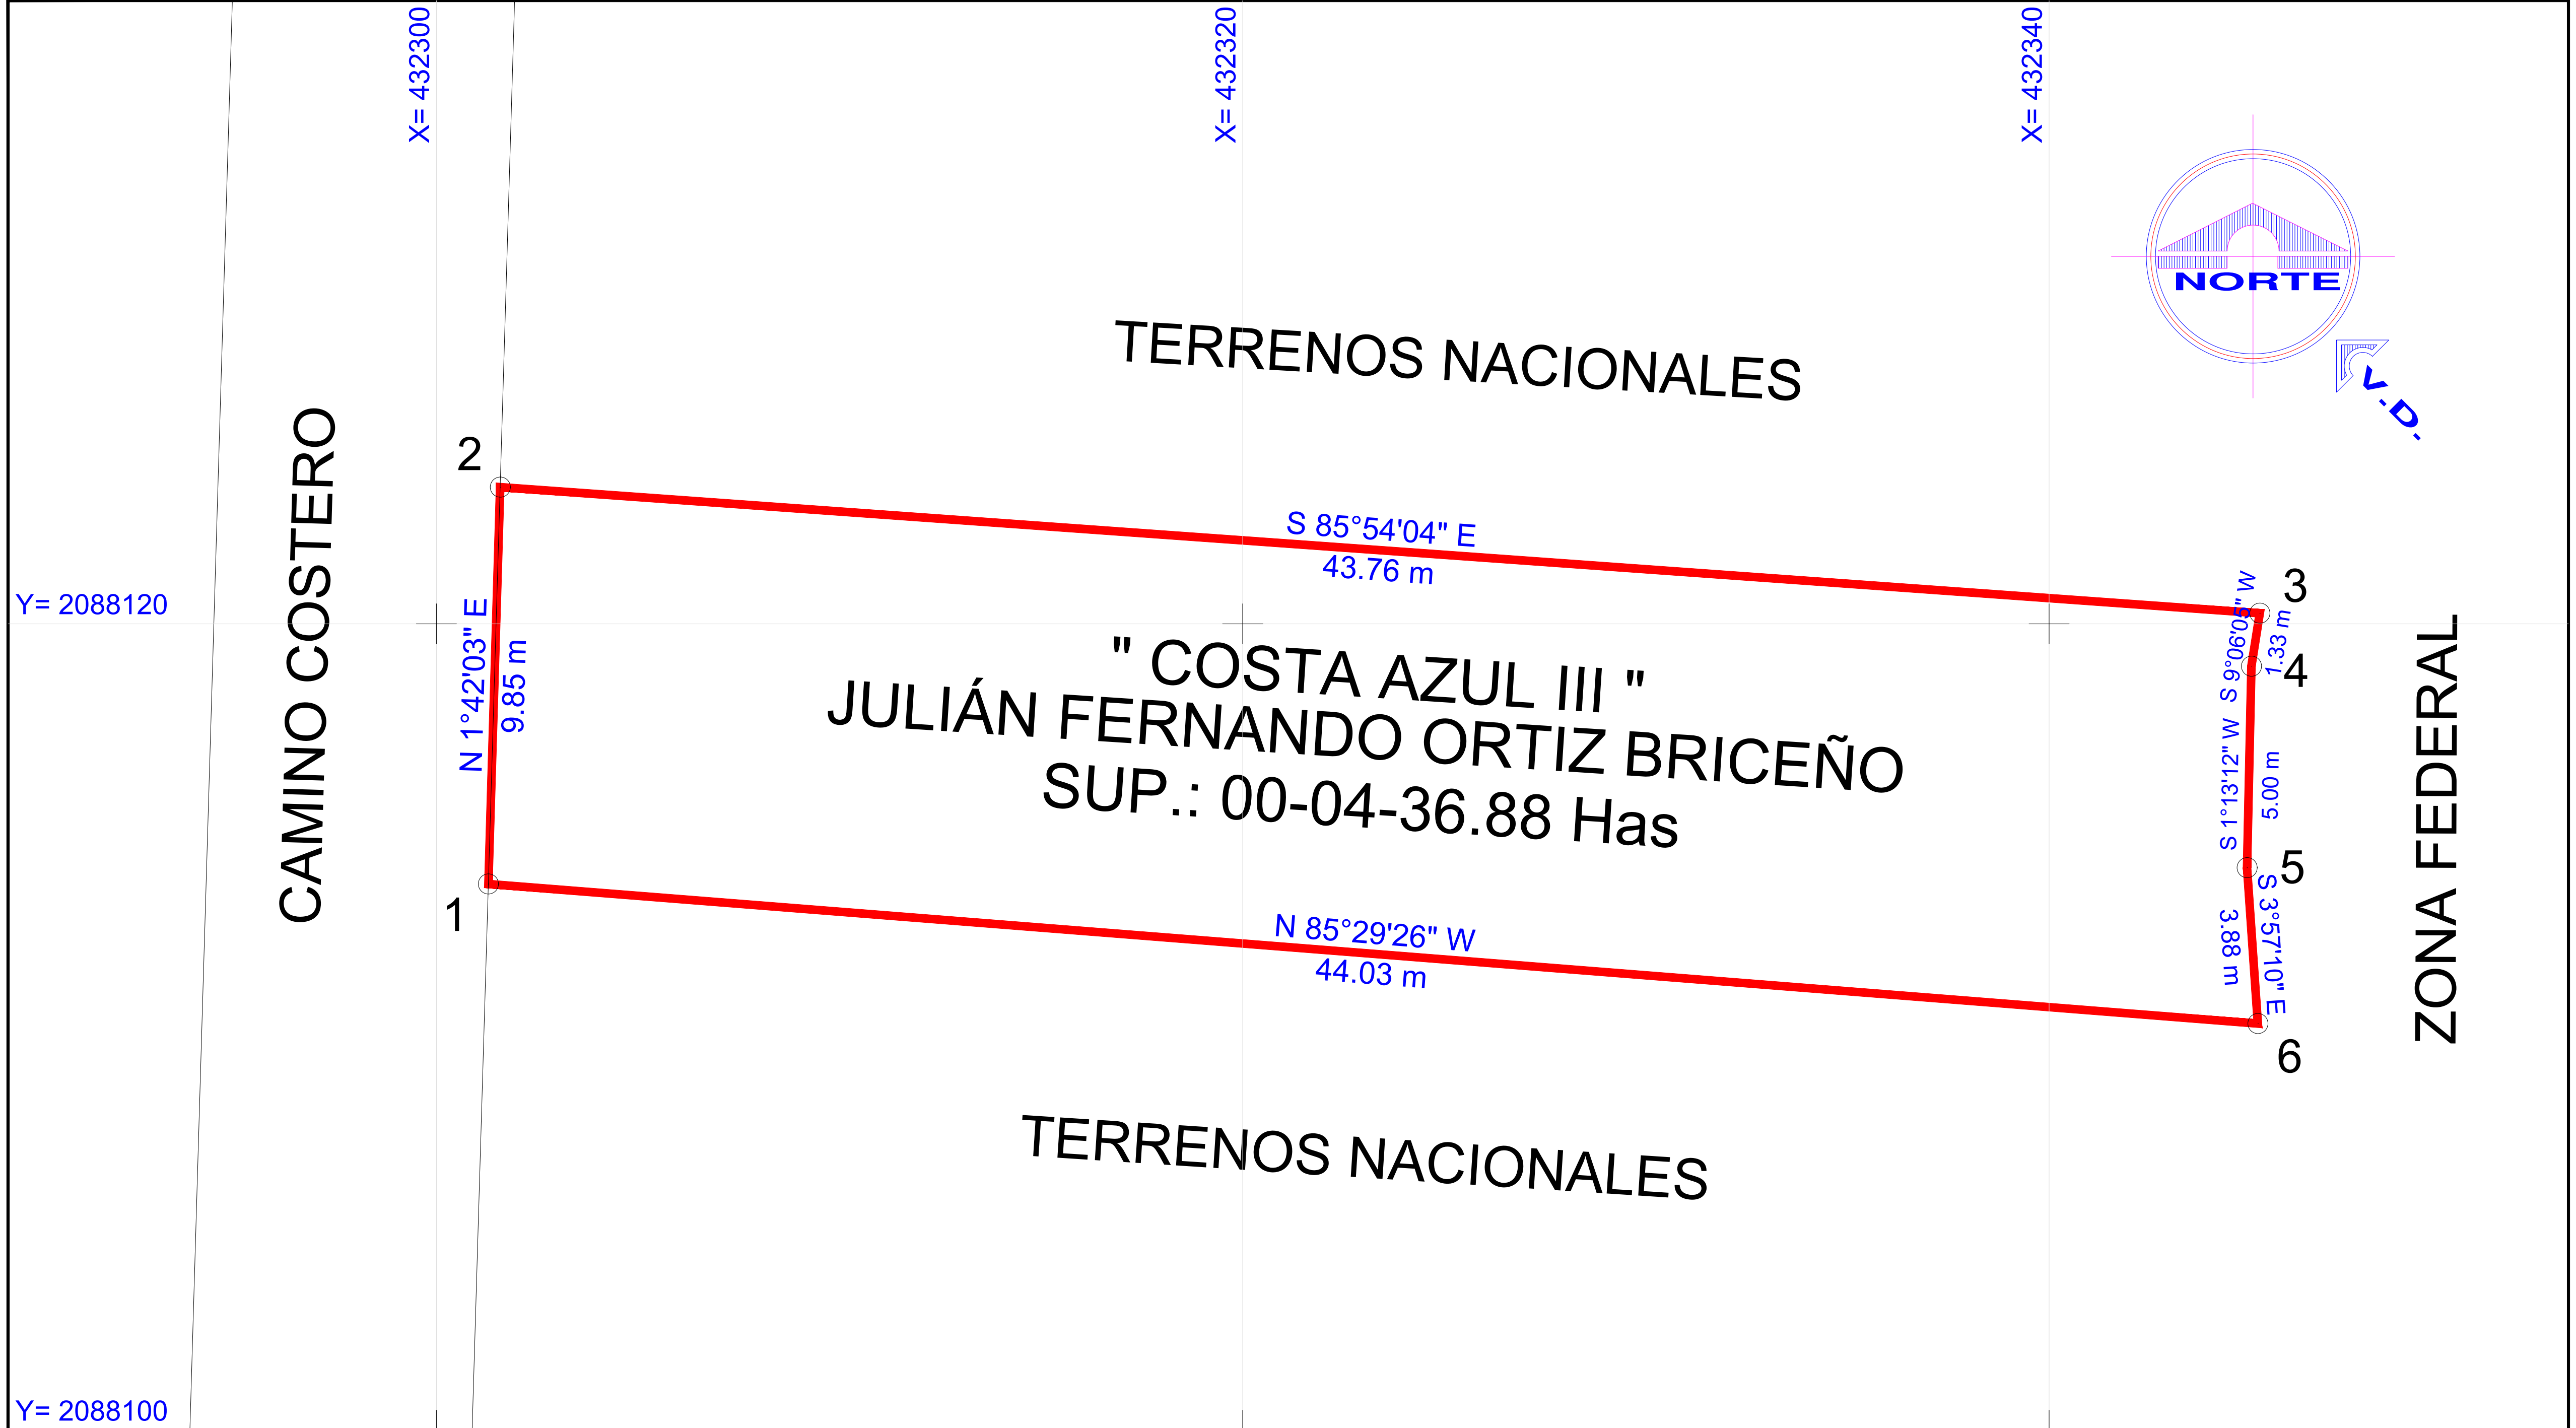 X= 432300
X= 432320
X= 432340
NORTE
V.D.
TERRENOS NACIONALES
CAMINO COSTERO
2
S 85°54'04" E
43.76 m
3
Y= 2088120
N 1°42'03" E
9.85 m
S 9°06'05" W
1.33 m
4
" COSTA AZUL III "
JULIÁN FERNANDO ORTIZ BRICEÑO
SUP.: 00-04-36.88 Has
S 1°13'12" W
5.00 m
ZONA FEDERAL
5
1
N 85°29'26" W
44.03 m
S 3°57'10" E
3.88 m
6
TERRENOS NACIONALES
Y= 2088100